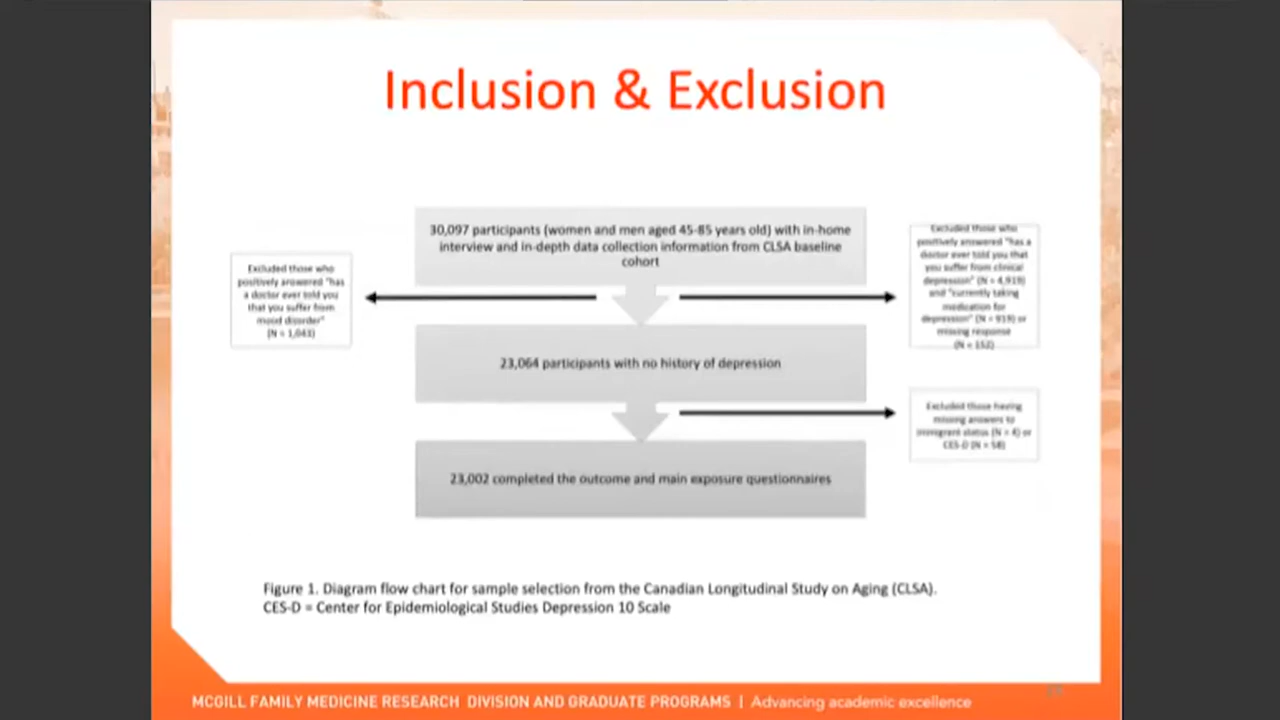 Inclusion & Exclusion
30,097 participants (women and men aged 45-85 years old) with in-home
interview and in-depth data collection information from CLSA baseline
cohort
Excluded those who
positively answered "has
a doctor ever told you
that you suffer from
mood disorder"
(N = 1,043)
Excluded those who
positively answered "has a
doctor ever told you that
you suffer from clinical
depression" (N = 4,919)
and "currently taking
medication for
depression" (N = 919) or
missing response
(N = 152)
23,064 participants with no history of depression
Excluded those having
missing answers to
immigrant status (N = 4) or
CES-D (N = 58)
23,002 completed the outcome and main exposure questionnaires
Figure 1. Diagram flow chart for sample selection from the Canadian Longitudinal Study on Aging (CLSA).
CES-D = Center for Epidemiological Studies Depression 10 Scale
MCGILL FAMILY MEDICINE RESEARCH DIVISION AND GRADUATE PROGRAMS | Advancing academic excellence